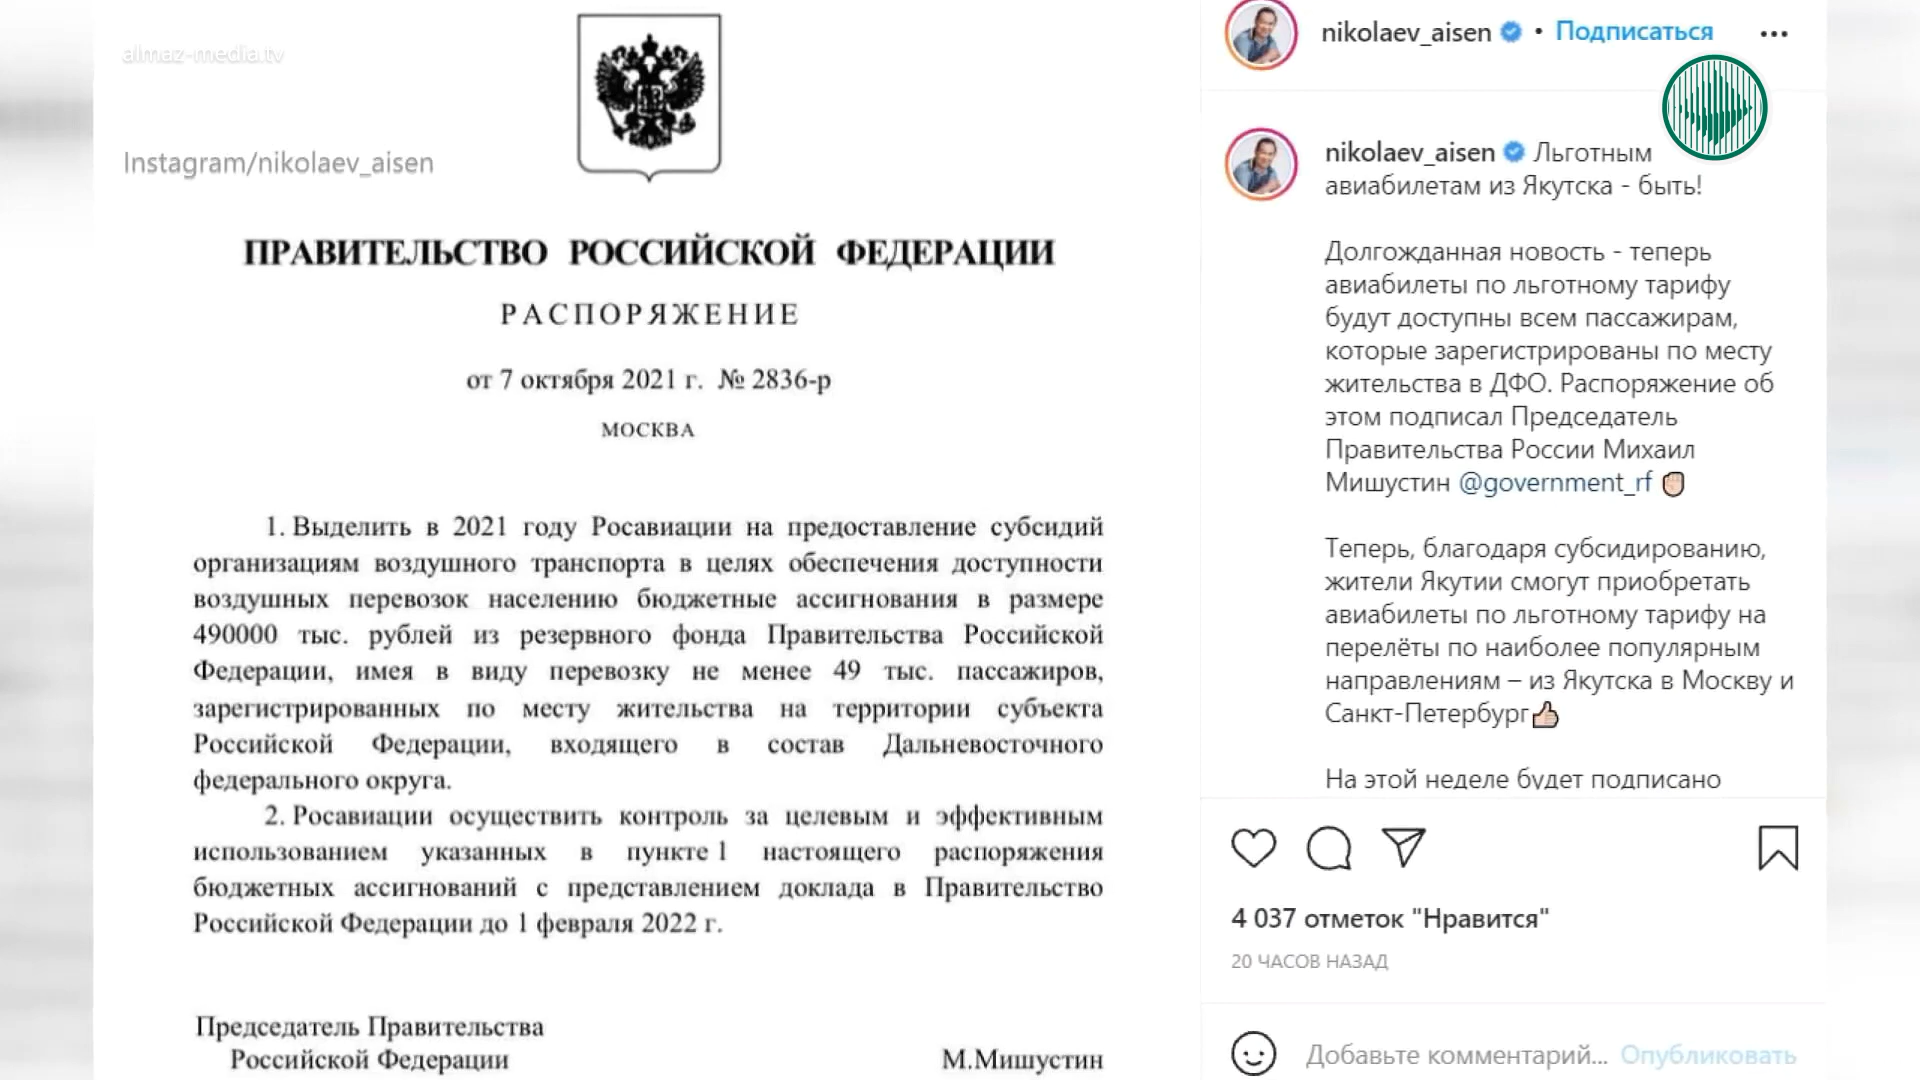 almaz-media.tv
Instagram/nikolaev_aisen
ПРАВИТЕЛЬСТВО РОССИЙСКОЙ ФЕДЕРАЦИИ
РАСПОРЯЖЕНИЕ
от 7 октября 2021 г. № 2836-р
МОСКВА
1. Выделить в 2021 году Росавиации на предоставление субсидий
организациям воздушного транспорта в целях обеспечения доступности
воздушных перевозок населению бюджетные ассигнования в размере
490000 тыс. рублей из резервного фонда Правительства Российской
Федерации, имея в виду перевозку не менее 49 тыс. пассажиров,
зарегистрированных по месту жительства на территории субъекта
Российской Федерации, входящего в состав Дальневосточного
федерального округа.
2. Росавиации осуществить контроль за целевым и эффективным
использованием указанных в пункте 1 настоящего распоряжения
бюджетных ассигнований с представлением доклада в Правительство
Российской Федерации до 1 февраля 2022 г.
Председатель Правительства
Российской Федерации М.Мишустин
nikolaev_aisen • Подписаться
nikolaev_aisen Льготным
авиабилетам из Якутска - быть!
Долгожданная новость - теперь
авиабилеты по льготному тарифу
будут доступны всем пассажирам,
которые зарегистрированы по месту
жительства в ДФО. Распоряжение об
этом подписал Председатель
Правительства России Михаил
Мишустин @government_rf ✊
Теперь, благодаря субсидированию,
жители Якутии смогут приобретать
авиабилеты по льготному тарифу на
перелёты по наиболее популярным
направлениям – из Якутска в Москву и
Санкт-Петербург👍
На этой неделе будет подписано
4 037 отметок "Нравится"
20 ЧАСОВ НАЗАД
Добавьте комментарий... Опубликовать